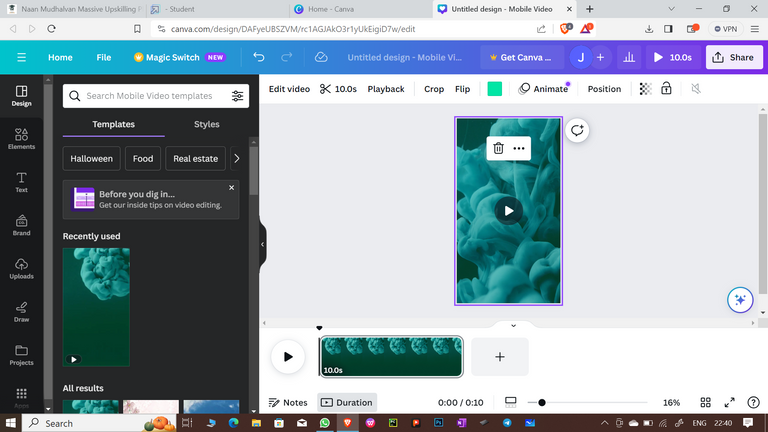 Naan Mudhalvan Massive Upskilling P
- Student
Home - Canva
Untitled design - Mobile Video
canva.com/design/DAFyeUBSZVM/rc1AGJAkO3r1yUkEigiD7w/edit
VPN
Home
File
Magic Switch
NEW
Untitled design - Mobile Vi...
Get Canva ...
J
10.0s
Share
Design
Elements
Text
Brand
Uploads
Draw
Projects
Apps
Search Mobile Video templates
Templates
Styles
Halloween
Food
Real estate
Before you dig in...
Get our inside tips on video editing.
Recently used
All results
Edit video
10.0s
Playback
Crop
Flip
Animate
Position
10.0s
Notes
Duration
0:00 / 0:10
16%
Search
ENG
22:40